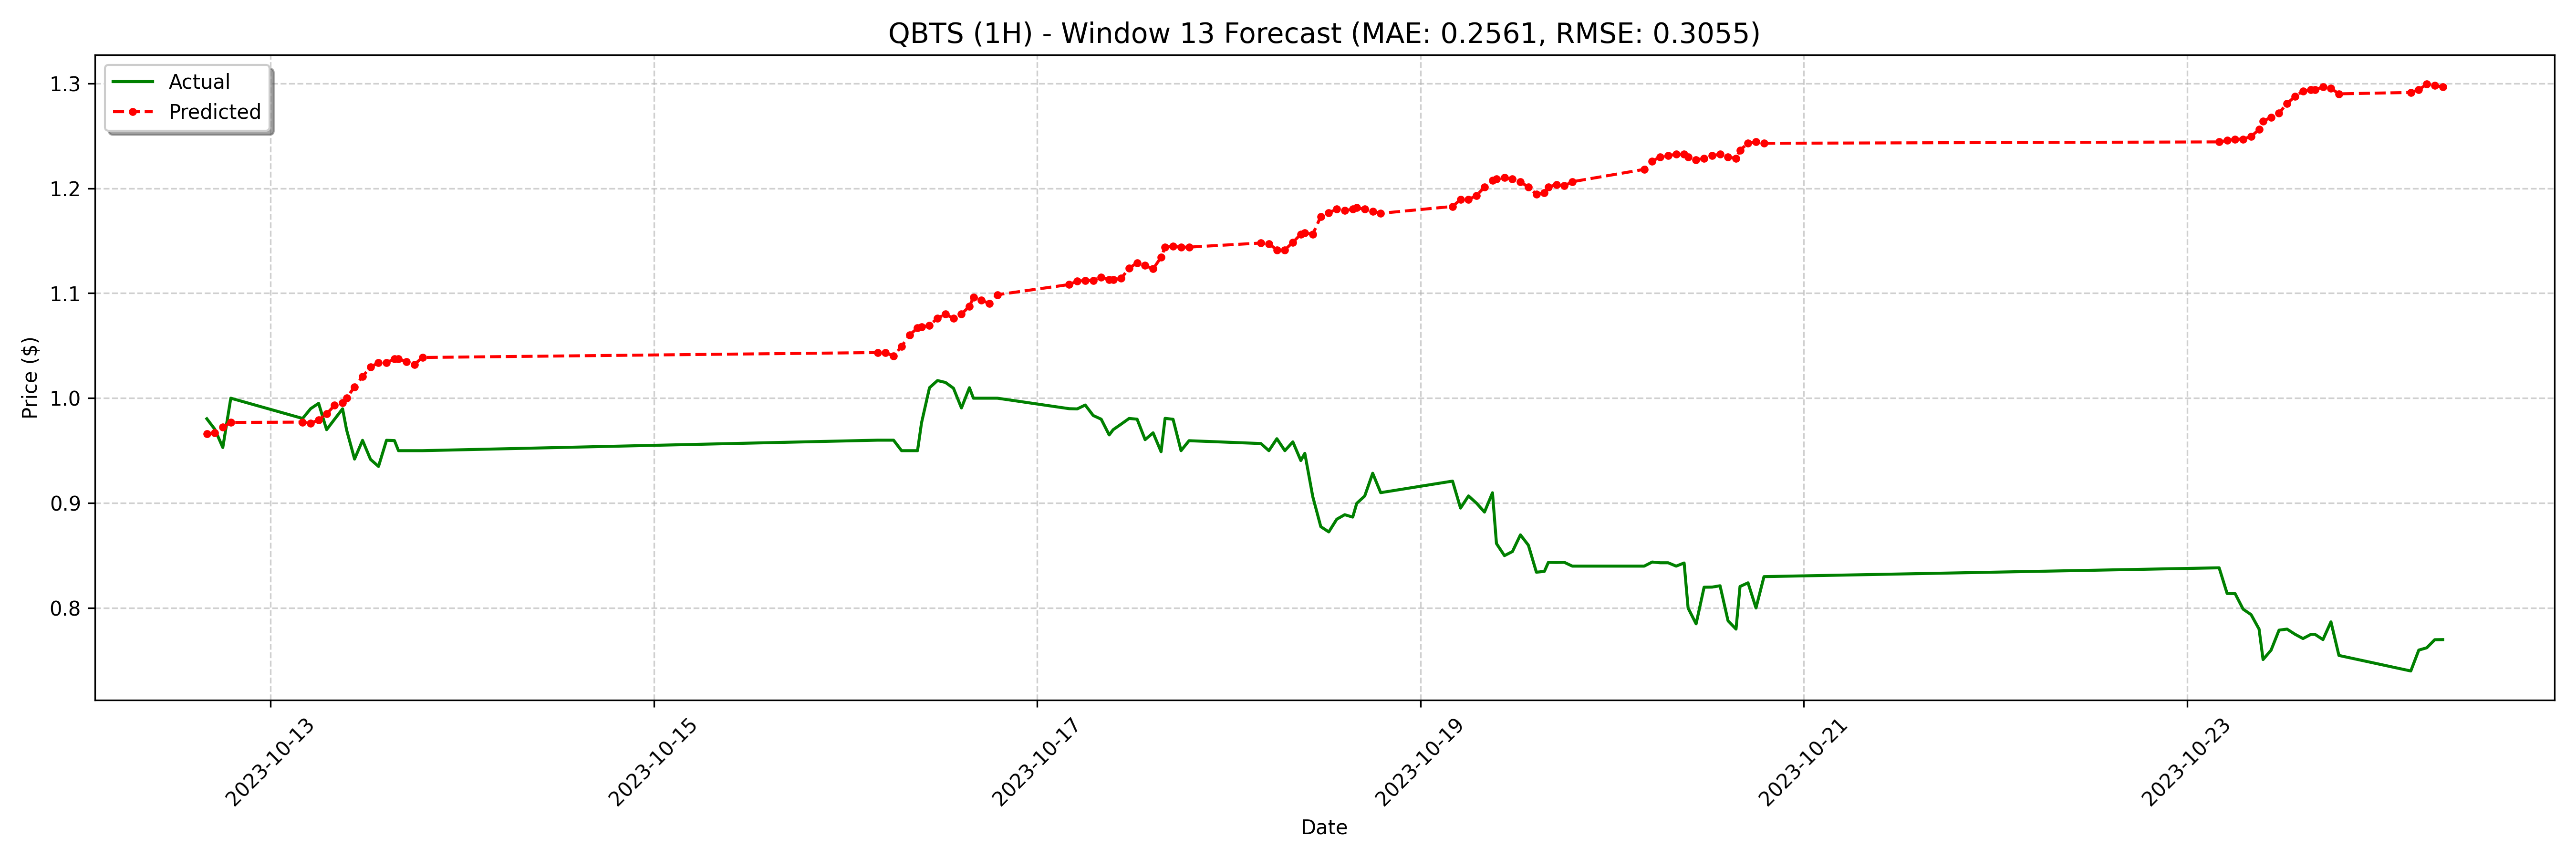 QBTS (1H) - Window 13 Forecast (MAE: 0.2561, RMSE: 0.3055)
Actual
Predicted
Price ($)
1.3
1.2
1.1
1.0
0.9
0.8
2023-10-13
2023-10-15
2023-10-17
2023-10-19
2023-10-21
2023-10-23
Date